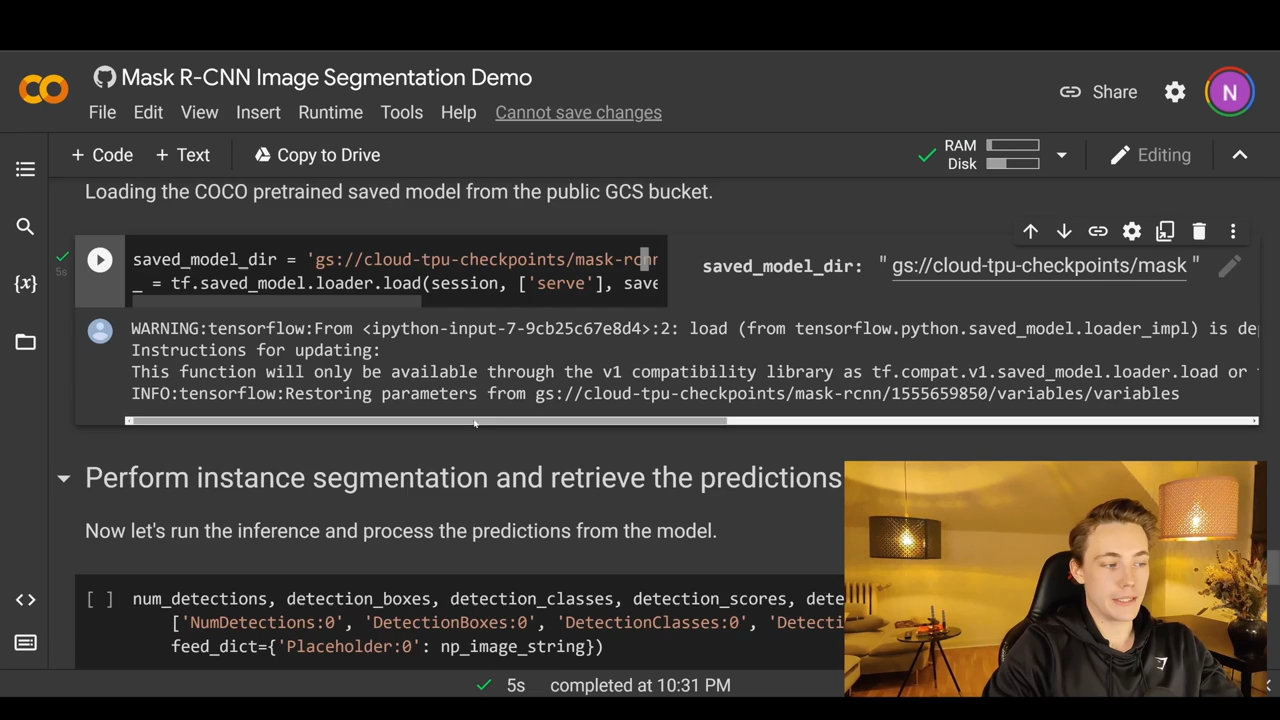 Mask R-CNN Image Segmentation Demo
File Edit View Insert Runtime Tools Help Cannot save changes
Share
N
+ Code + Text Copy to Drive
RAM
Disk
Editing
Loading the COCO pretrained saved model from the public GCS bucket.
5s
saved_model_dir = 'gs://cloud-tpu-checkpoints/mask-rcnn
_ = tf.saved_model.loader.load(session, ['serve'], save
saved_model_dir: " gs://cloud-tpu-checkpoints/mask "
WARNING:tensorflow:From <ipython-input-7-9cb25c67e8d4>:2: load (from tensorflow.python.saved_model.loader_impl) is de
Instructions for updating:
This function will only be available through the v1 compatibility library as tf.compat.v1.saved_model.loader.load or
INFO:tensorflow:Restoring parameters from gs://cloud-tpu-checkpoints/mask-rcnn/1555659850/variables/variables
Perform instance segmentation and retrieve the predictions
Now let's run the inference and process the predictions from the model.
[ ] num_detections, detection_boxes, detection_classes, detection_scores, dete
['NumDetections:0', 'DetectionBoxes:0', 'DetectionClasses:0', 'Detecti
feed_dict={'Placeholder:0': np_image_string})
5s completed at 10:31 PM